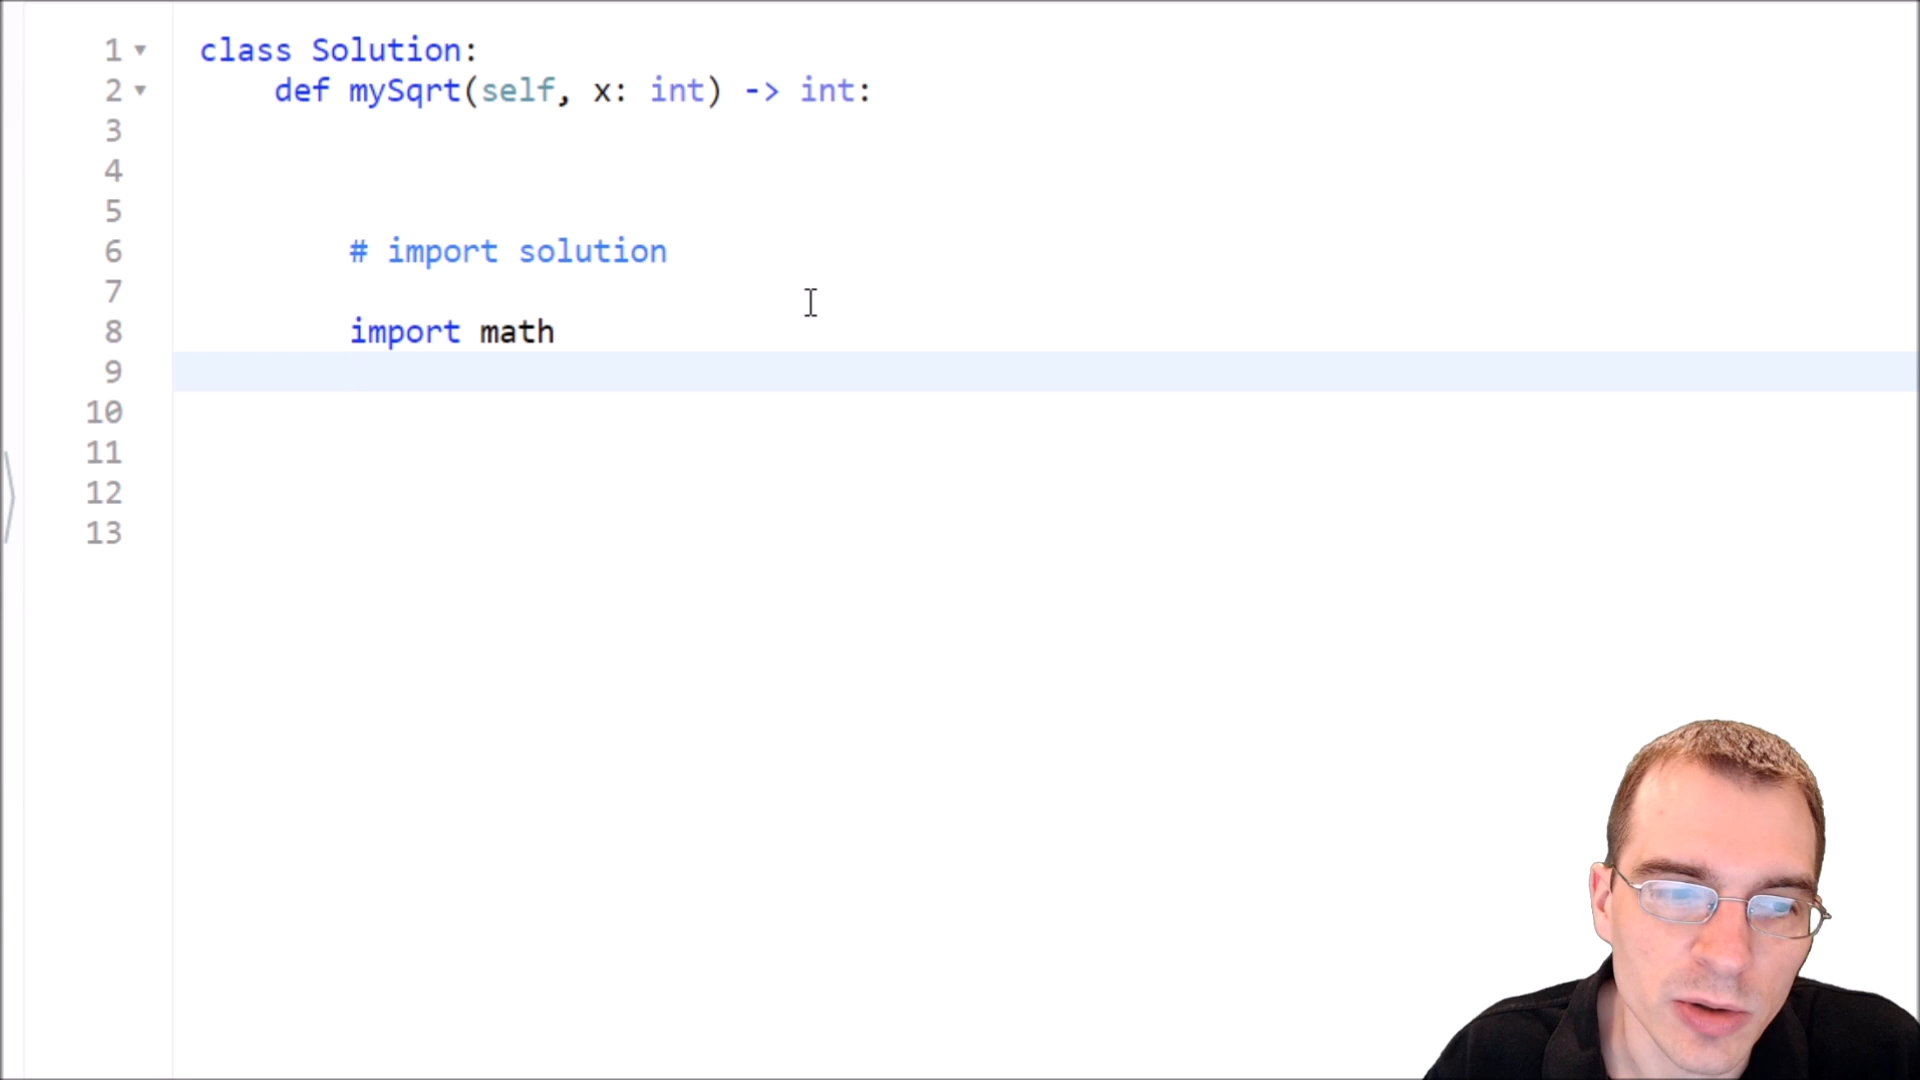 1 class Solution:
2 def mySqrt(self, x: int) -> int:
3
4
5
6 # import solution
7
8 import math
9
10
11
12
13